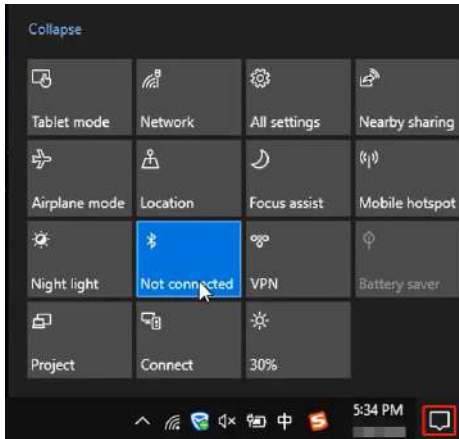 Collapse
Tablet mode Network All settings Nearby sharing
Airplane mode Location Focus assist Mobile hotspot
Night light Not connected VPN Battery saver
Project Connect 30%
中 5:34 PM